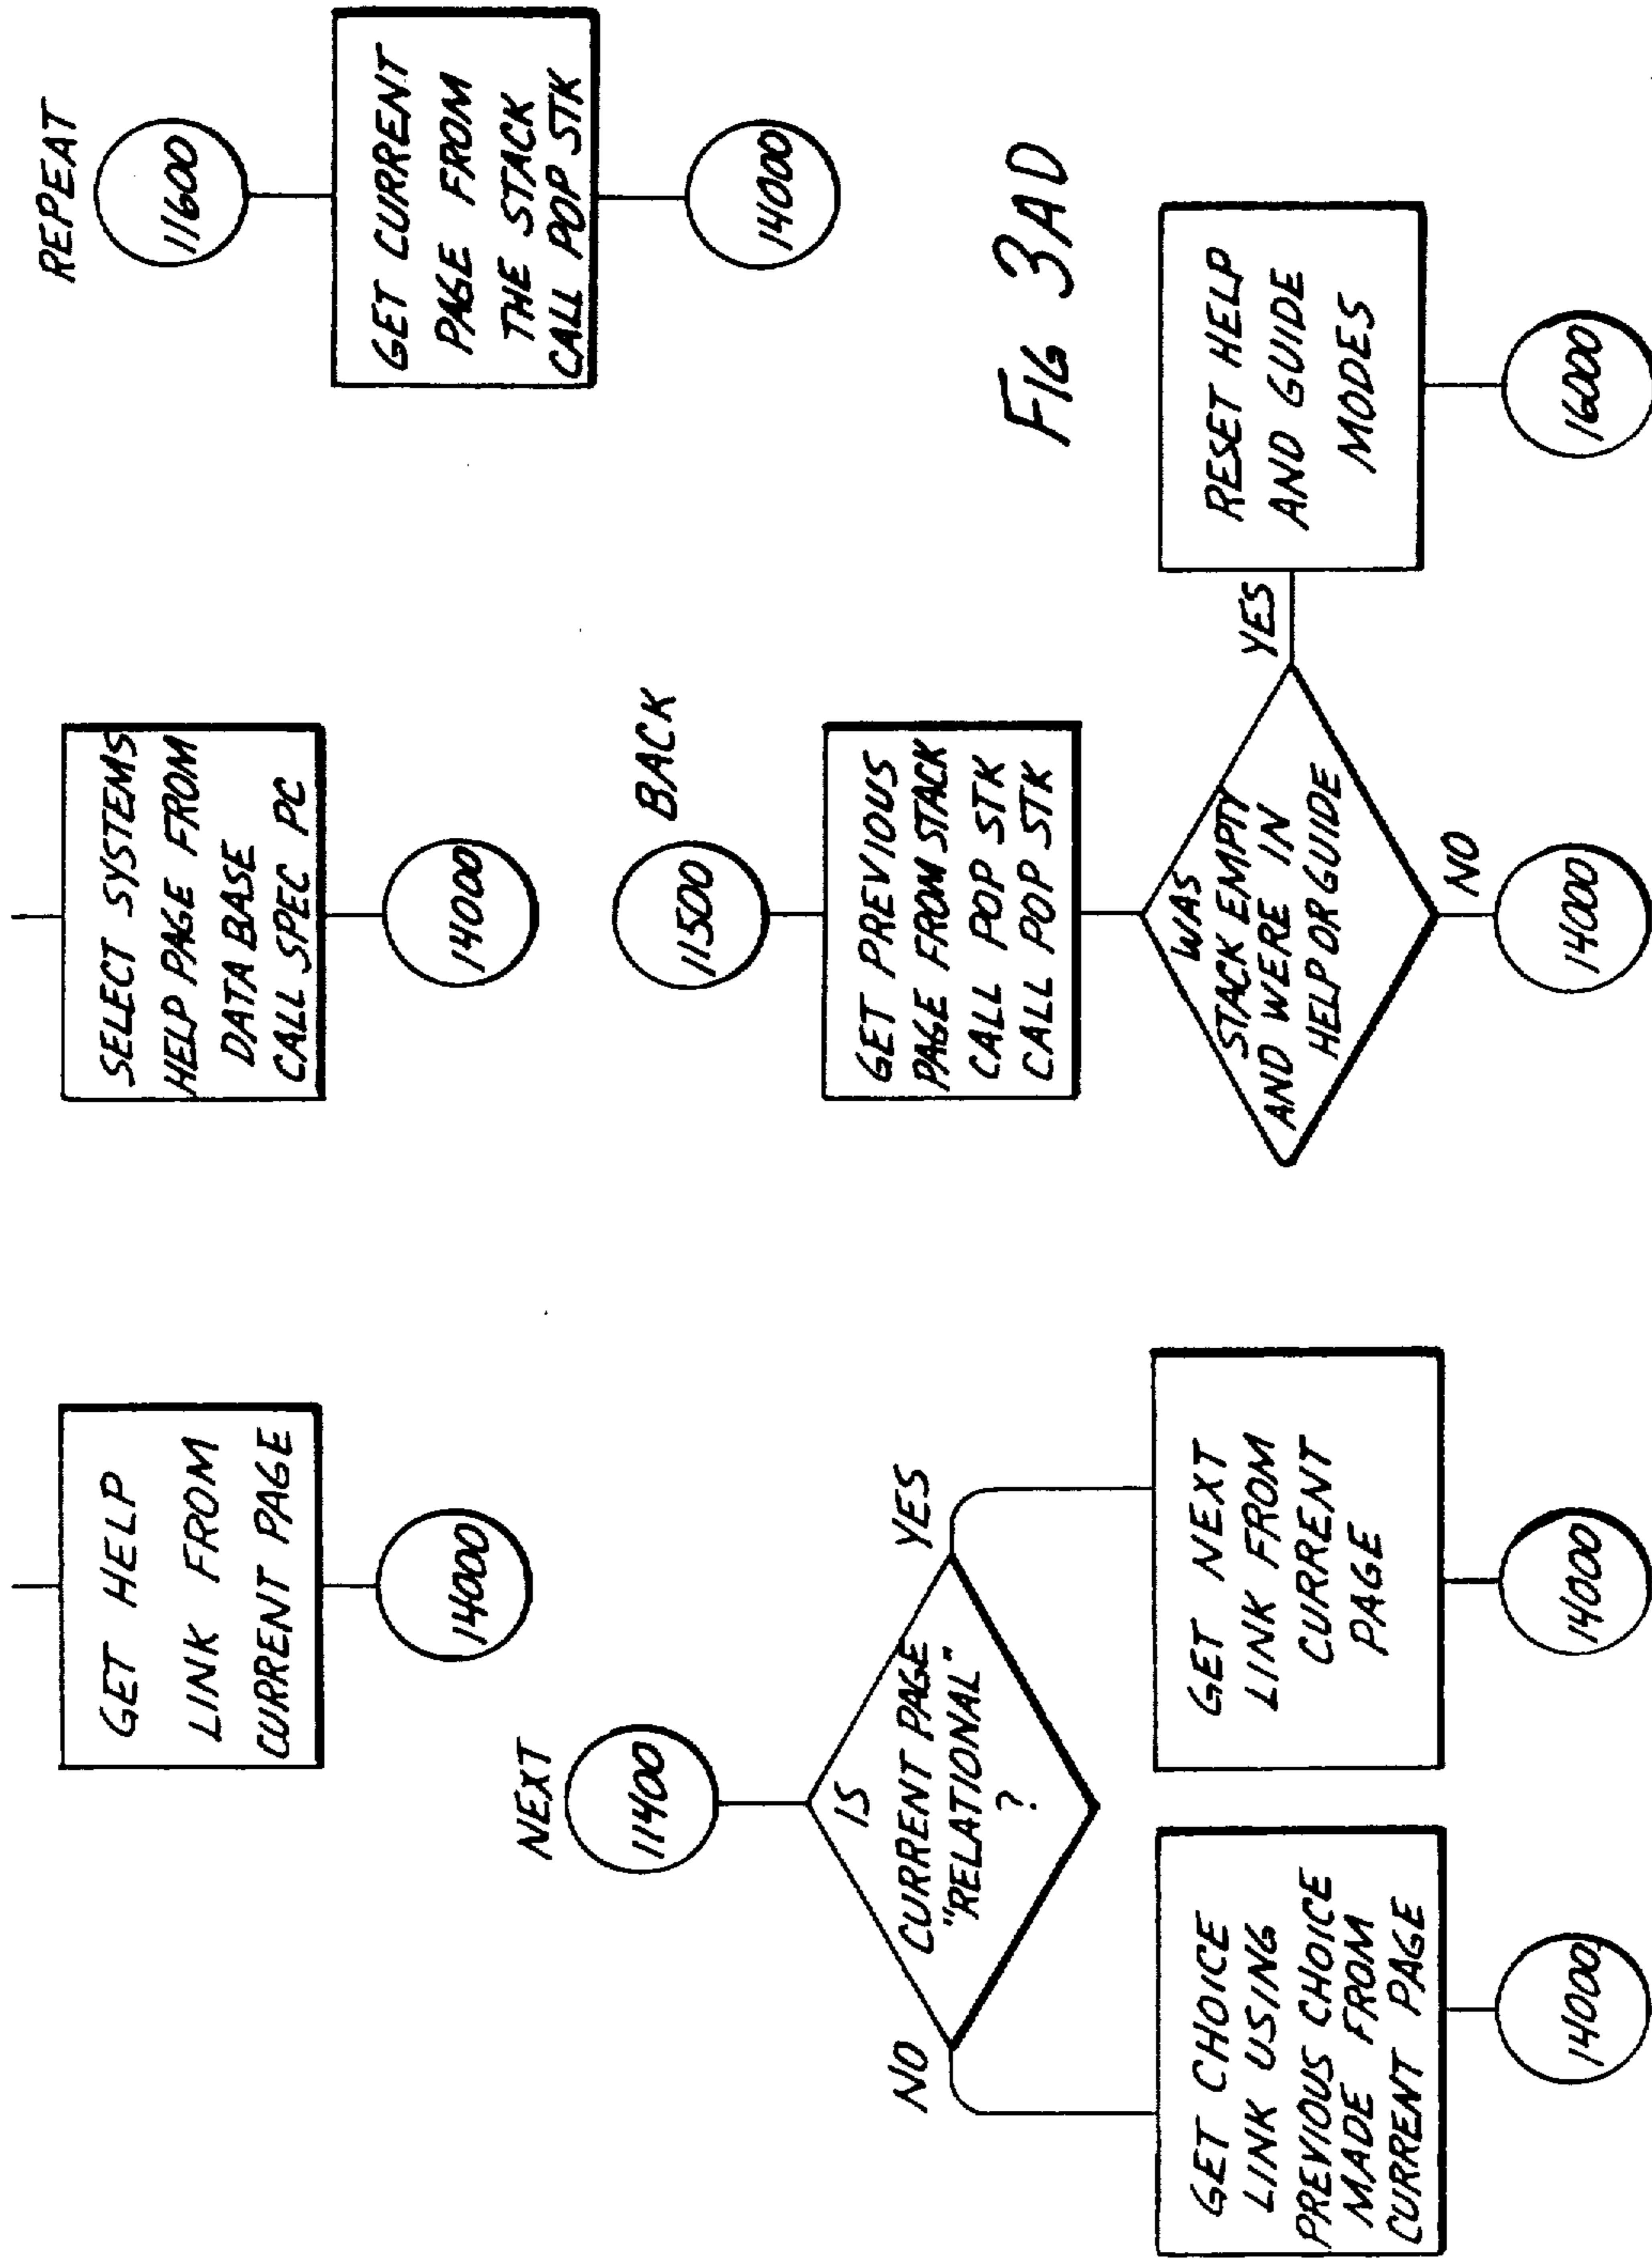 GET HELP
LINK FROM
CURRENT PAGE
14000
SELECT SYSTEMS
HELP PAGE FROM
DATA BASE
CALL SPEC PC
14000
REPEAT
11600
GET CURRENT
PAGE FROM
THE STACK
CALL POP STK
14000
NEXT
11400
IS
CURRENT PAGE
"RELATIONAL"
?
NO
YES
GET CHOICE
LINK USING
PREVIOUS CHOICE
MADE FROM
CURRENT PAGE
14000
GET NEXT
LINK FROM
CURRENT
PAGE
14000
BACK
11500
GET PREVIOUS
PAGE FROM STACK
CALL POP STK
CALL POP STK
WAS
STACK EMPTY
AND WERE IN
HELP OR GUIDE
YES
NO
14000
RESET HELP
AND GUIDE
MODES
16000
FIG 3AD